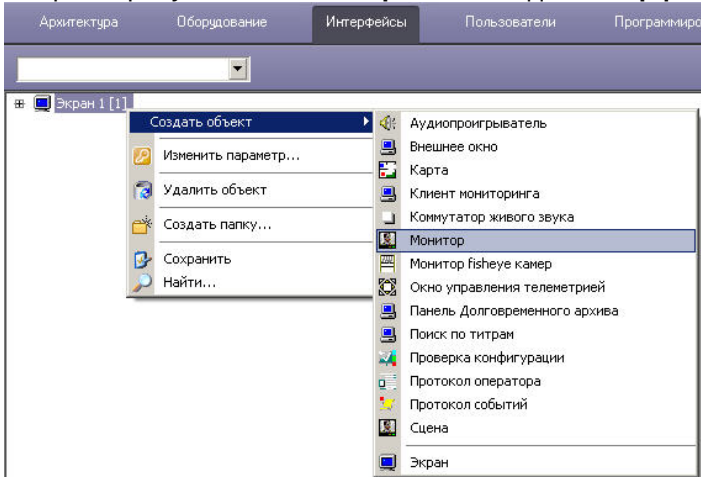 Архитектура Оборудование Интерфейсы Пользователи Программиро
Экран 1 [1]
Создать объект
Изменить параметр...
Удалить объект
Создать папку...
Сохранить
Найти...
Аудиопроигрыватель
Внешнее окно
Карта
Клиент мониторинга
Коммутатор живого звука
Монитор
Монитор fisheye камер
Окно управления телеметрией
Панель Долговременного архива
Поиск по титрам
Проверка конфигурации
Протокол оператора
Протокол событий
Сцена
Экран